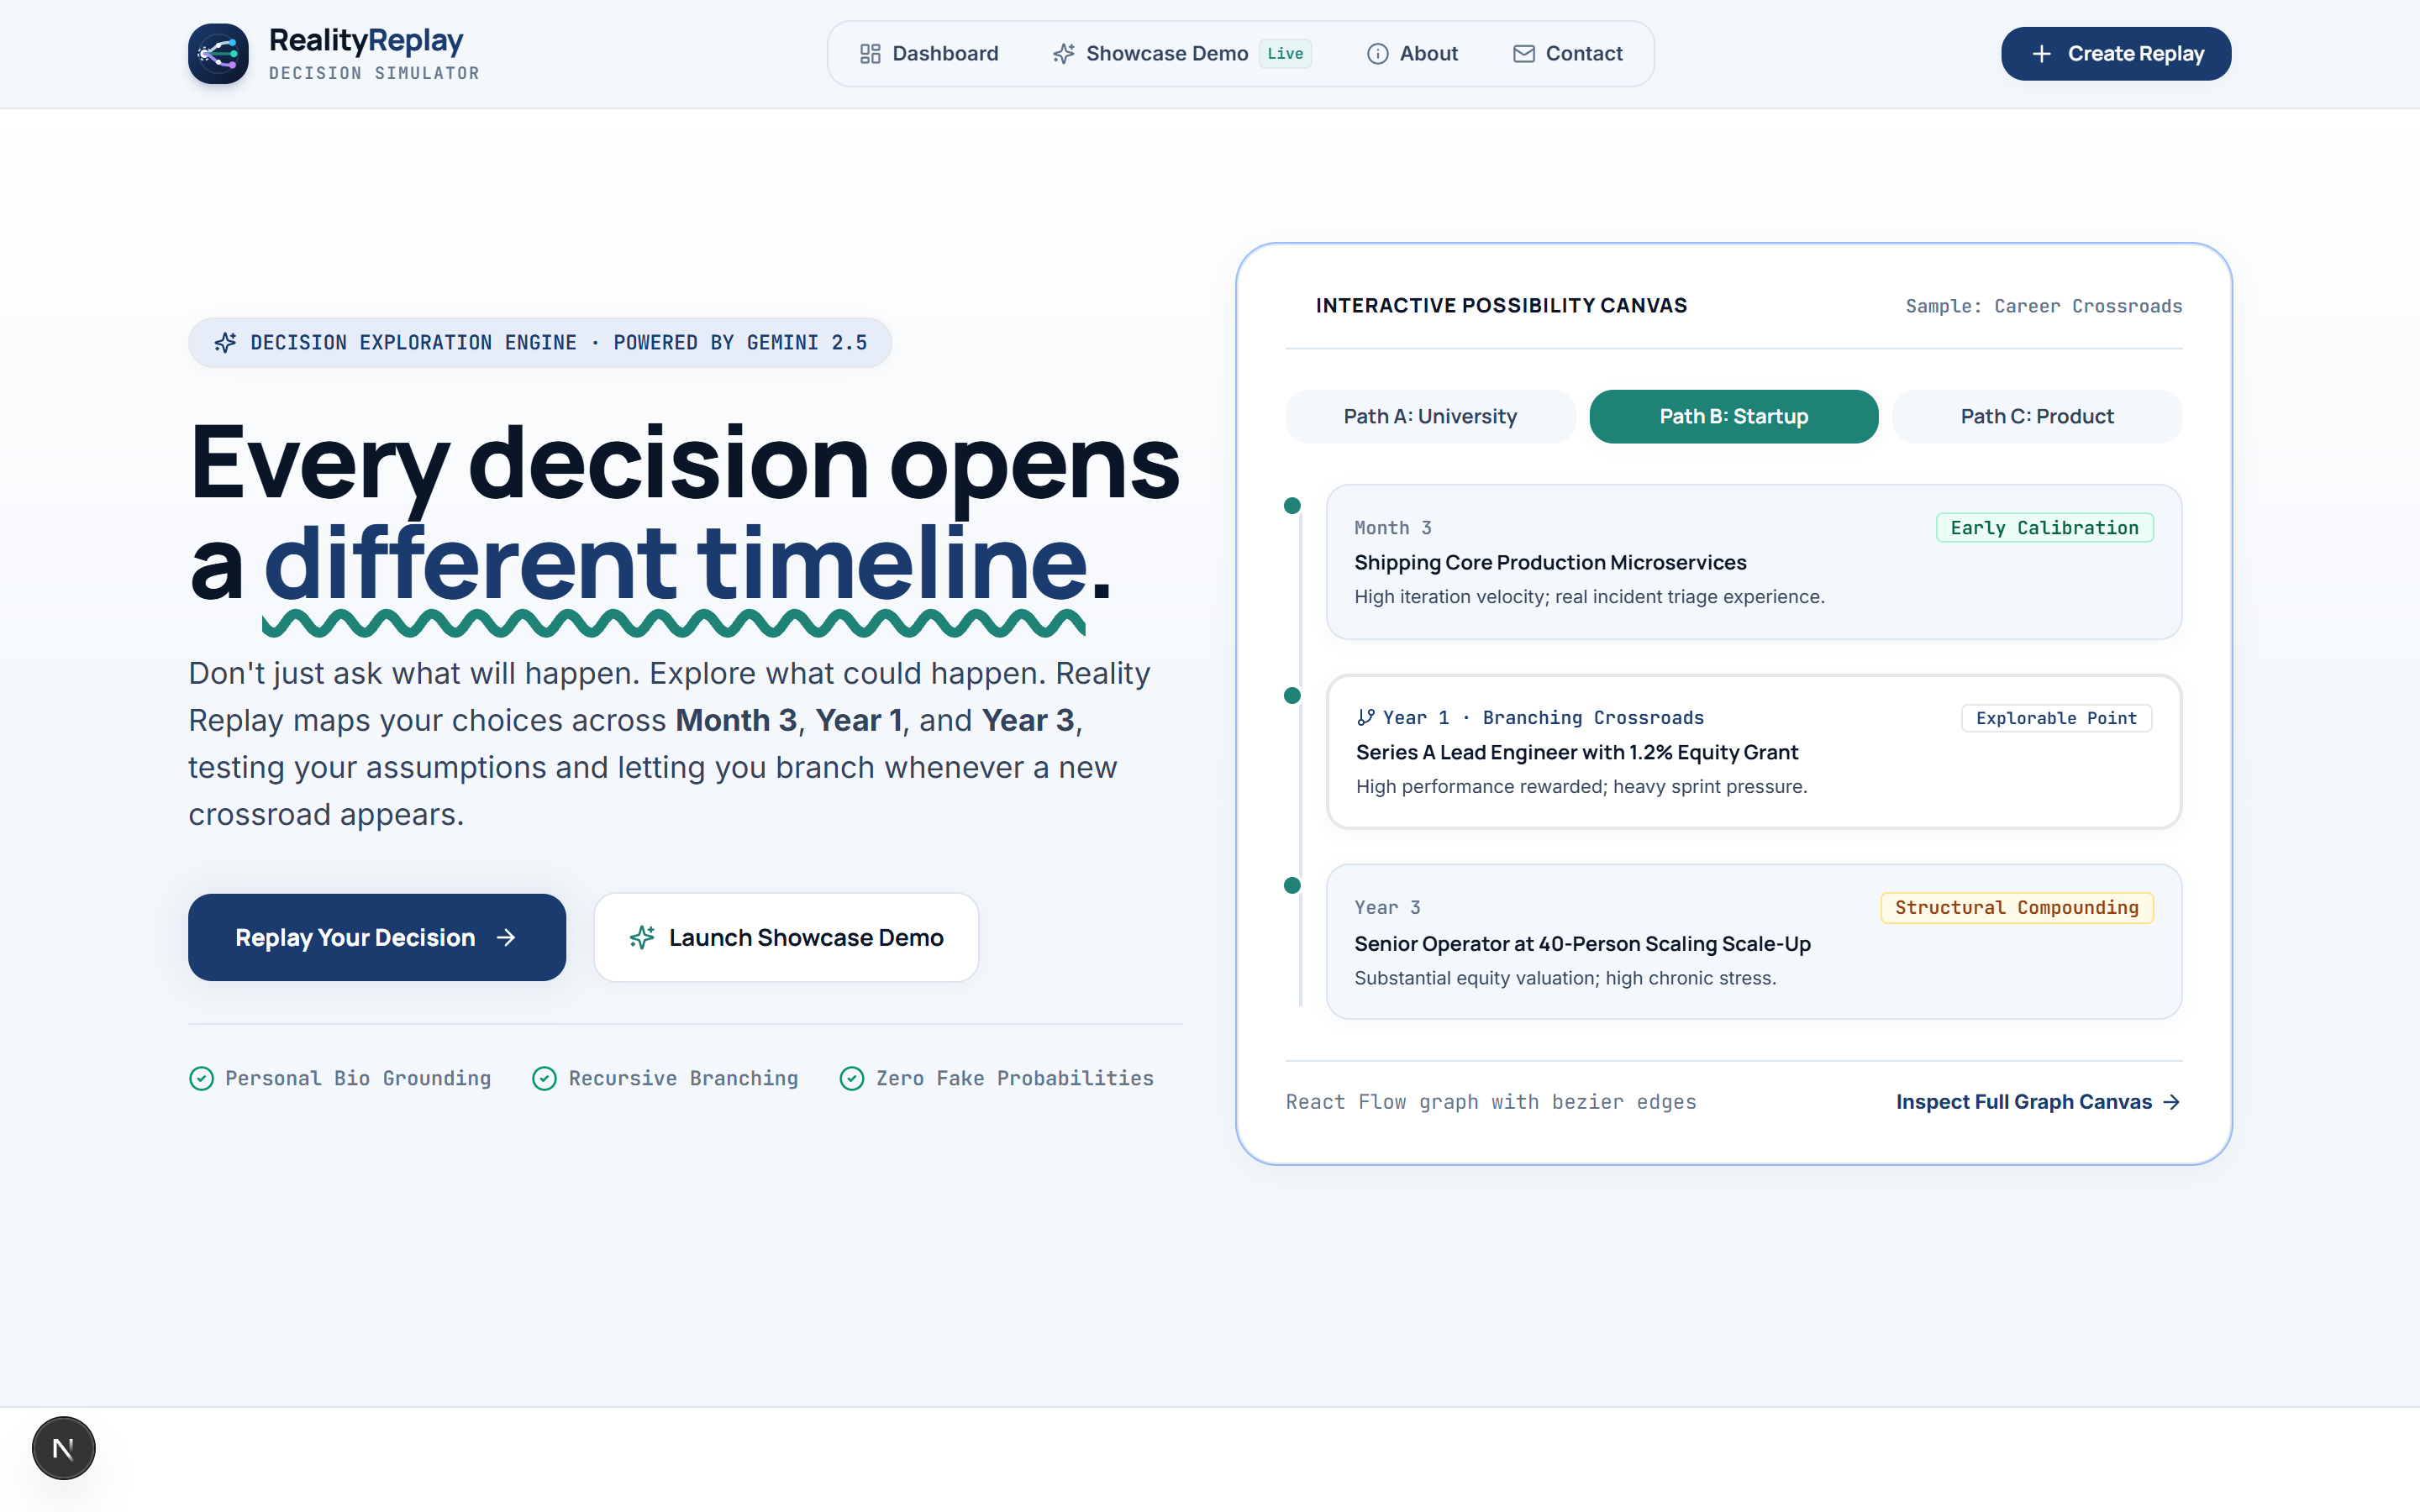 RealityReplay
DECISION SIMULATOR
Dashboard
Showcase Demo
Live
About
Contact
Create Replay
DECISION EXPLORATION ENGINE · POWERED BY GEMINI 2.5
Every decision opens
a different timeline.
Don't just ask what will happen. Explore what could happen. Reality
Replay maps your choices across Month 3, Year 1, and Year 3,
testing your assumptions and letting you branch whenever a new
crossroad appears.
Replay Your Decision
Launch Showcase Demo
Personal Bio Grounding
Recursive Branching
Zero Fake Probabilities
INTERACTIVE POSSIBILITY CANVAS
Sample: Career Crossroads
Path A: University
Path B: Startup
Path C: Product
Month 3
Early Calibration
Shipping Core Production Microservices
High iteration velocity; real incident triage experience.
Year 1 · Branching Crossroads
Explorable Point
Series A Lead Engineer with 1.2% Equity Grant
High performance rewarded; heavy sprint pressure.
Year 3
Structural Compounding
Senior Operator at 40-Person Scaling Scale-Up
Substantial equity valuation; high chronic stress.
React Flow graph with bezier edges
Inspect Full Graph Canvas
N